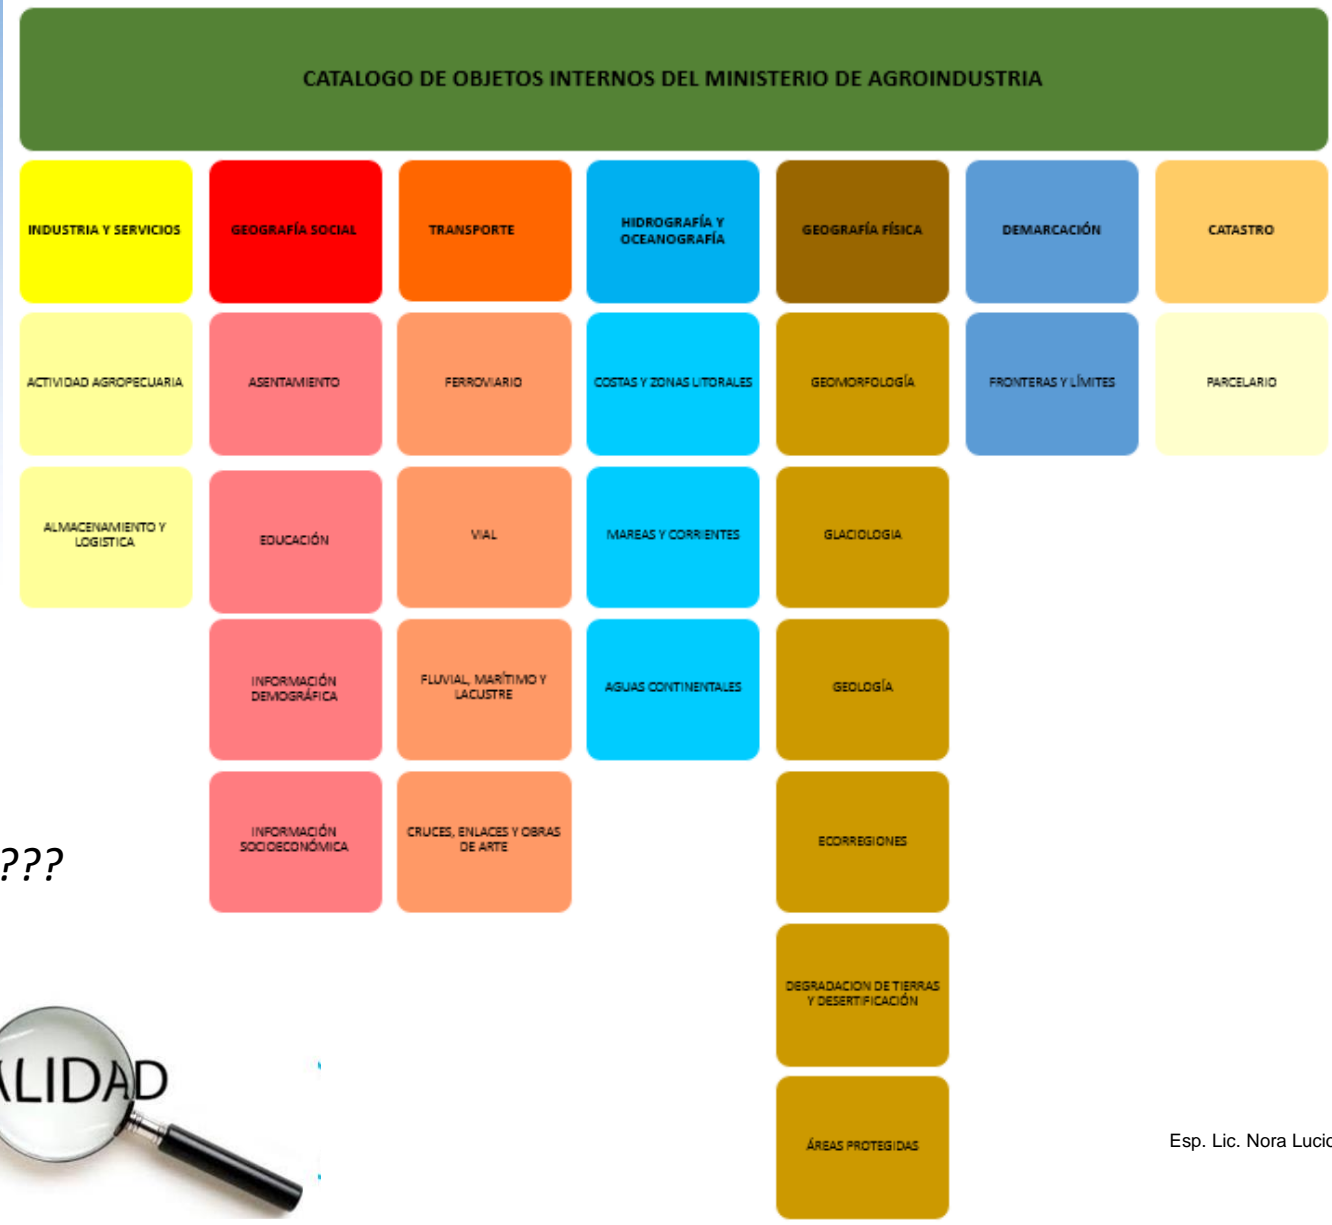 CATALOGO DE OBJETOS INTERNOS DEL MINISTERIO DE AGROINDUSTRIA
INDUSTRIA Y SERVICIOS
ACTIVIDAD AGROPECUARIA
ALMACENAMIENTO Y
LOGISTICA
GEOGRAFÍA SOCIAL
ASENTAMIENTO
EDUCACIÓN
INFORMACIÓN
DEMOGRÁFICA
INFORMACIÓN
SOCIOECONÓMICA
TRANSPORTE
FERROVIARIO
VIAL
FLUVIAL, MARÍTIMO Y
LACUSTRE
CRUCES, ENLACES Y OBRAS
DE ARTE
HIDROGRAFÍA Y
OCEANOGRAFÍA
COSTAS Y ZONAS LITORALES
MAREAS Y CORRIENTES
AGUAS CONTINENTALES
GEOGRAFÍA FÍSICA
GEOMORFOLOGÍA
GLACIOLOGIA
GEOLOGÍA
ECORREGIONES
DEGRADACION DE TIERRAS
Y DESERTIFICACIÓN
ÁREAS PROTEGIDAS
DEMARCACIÓN
FRONTERAS Y LÍMITES
CATASTRO
PARCELARIO
???
ALIDAD
Esp. Lic. Nora Lucio